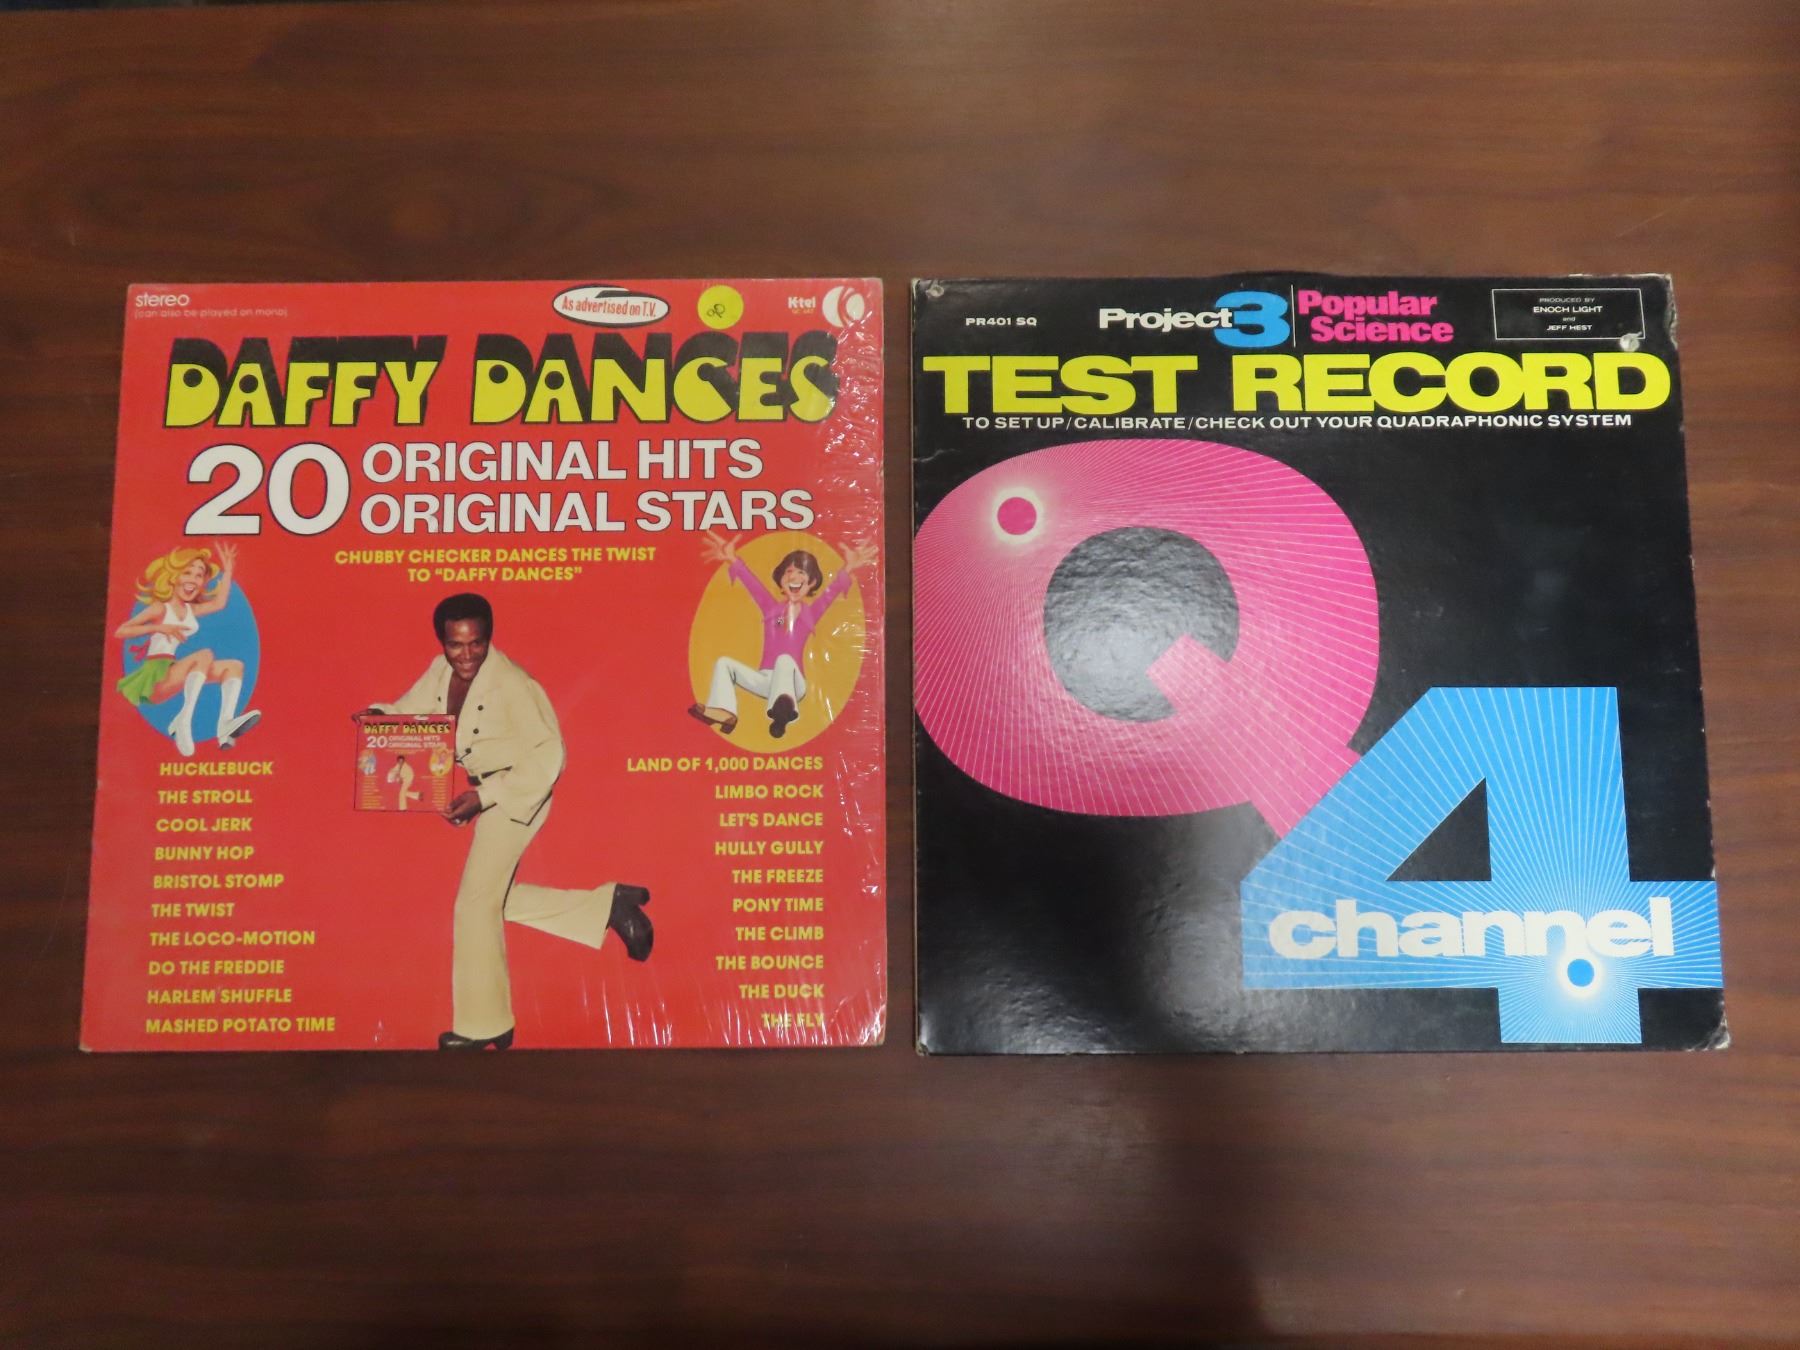 stereo
(can also be played on mono)
As advertised on T.V.
K-tel
DAFFY DANCES
20 ORIGINAL HITS
ORIGINAL STARS
CHUBBY CHECKER DANCES THE TWIST
TO "DAFFY DANCES"
DAFFY DANCES
20 ORIGINAL HITS
ORIGINAL STARS
HUCKLEBUCK
THE STROLL
COOL JERK
BUNNY HOP
BRISTOL STOMP
THE TWIST
THE LOCO-MOTION
DO THE FREDDIE
HARLEM SHUFFLE
MASHED POTATO TIME
LAND OF 1,000 DANCES
LIMBO ROCK
LET'S DANCE
HULLY GULLY
THE FREEZE
PONY TIME
THE CLIMB
THE BOUNCE
THE DUCK
THE FLY
PR401 SQ
Project 3
Popular
Science
PRODUCED BY
ENOCH LIGHT
and
JEFF HEST
TEST RECORD
TO SET UP/CALIBRATE/CHECK OUT YOUR QUADRAPHONIC SYSTEM
Q
4
channel